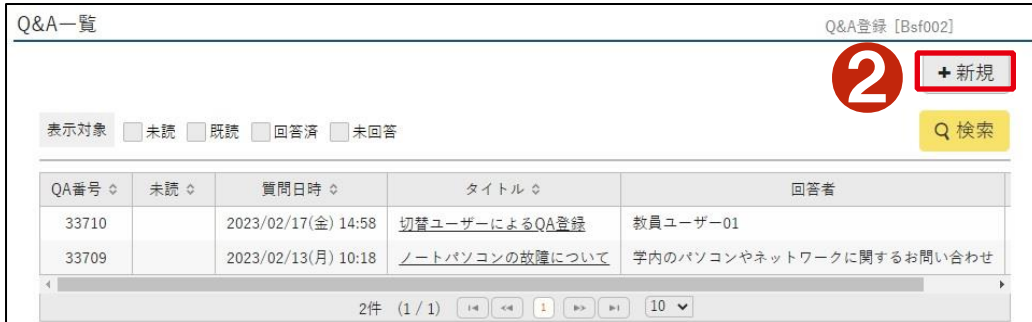 Q&A一覧 Q&A登録 [Bsf002]
2 +新規
表示対象 未読 既読 回答済 未回答 検索
QA番号 未読 質問日時 タイトル 回答者
33710 2023/02/17(金) 14:58 切替ユーザーによるQA登録 教員ユーザー01
33709 2023/02/13(月) 10:18 ノートパソコンの故障について 学内のパソコンやネットワークに関するお問い合わせ
2件 (1 / 1) 1 10